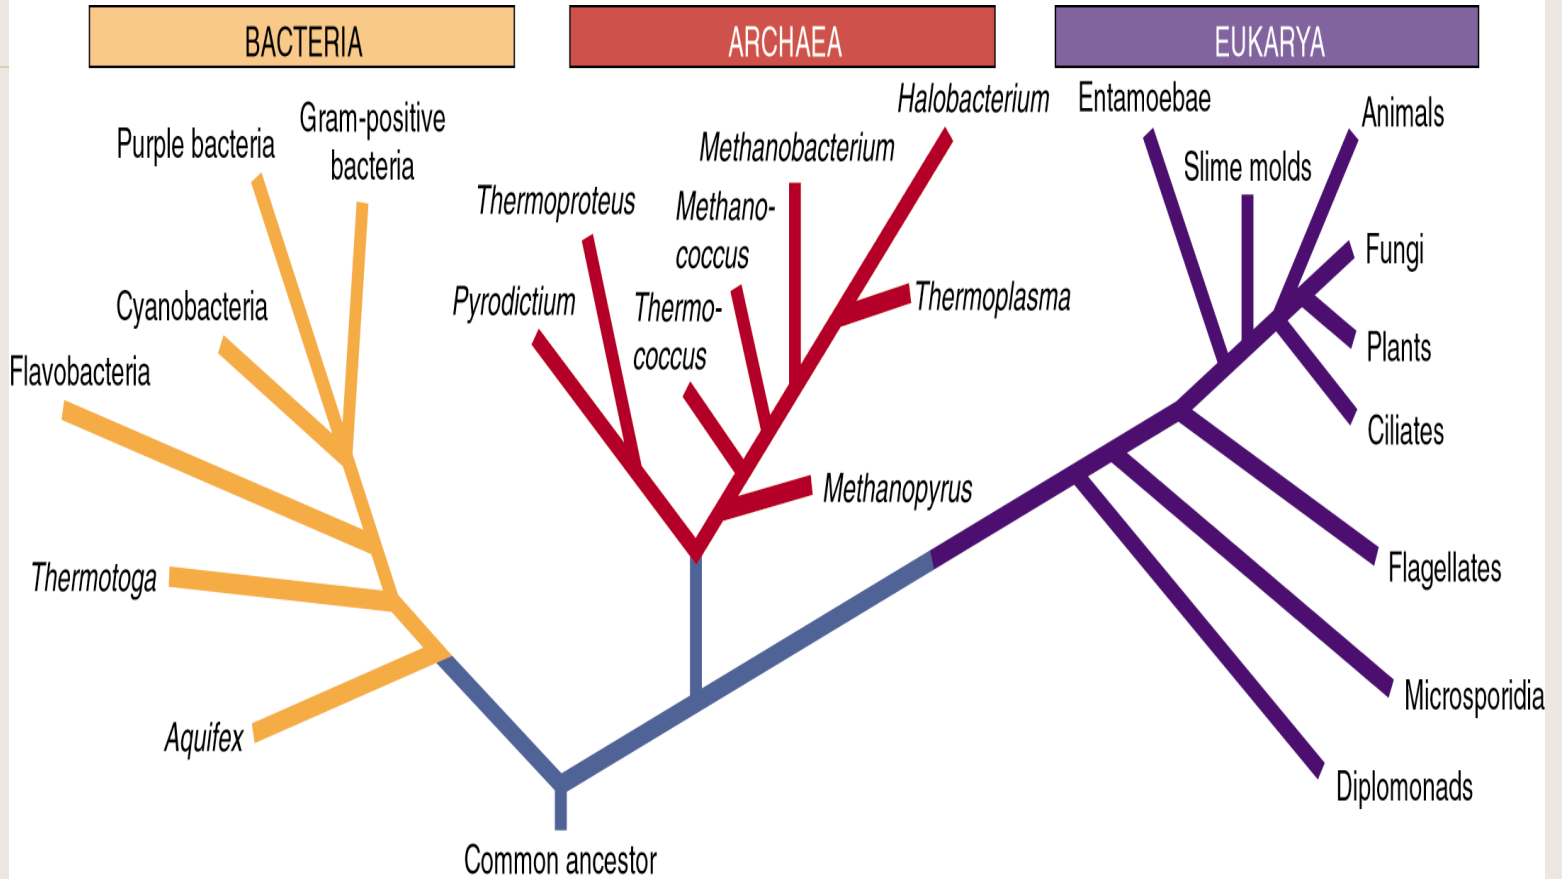 BACTERIA
ARCHAEA
EUKARYA
Purple bacteria
Gram-positive
bacteria
Cyanobacteria
Flavobacteria
Thermotoga
Aquifex
Halobacterium
Methanobacterium
Thermoproteus
Methano-
coccus
Pyrodictium
Thermo-
coccus
Thermoplasma
Methanopyrus
Entamoebae
Animals
Slime molds
Fungi
Plants
Ciliates
Flagellates
Microsporidia
Diplomonads
Common ancestor